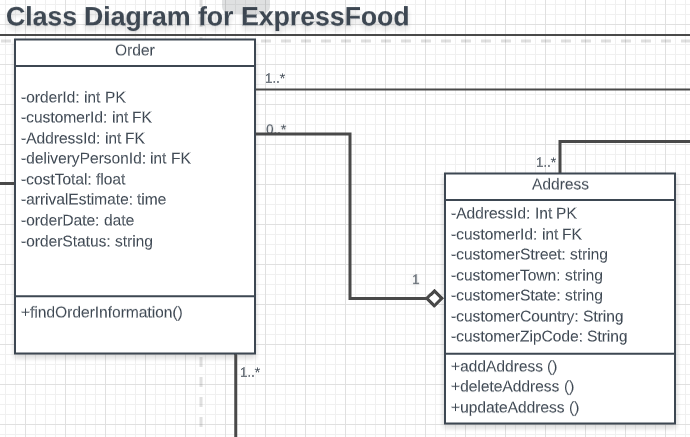 Class Diagram for ExpressFood
Order
-orderId: int PK
-customerId: int FK
-AddressId: int FK
-deliveryPersonId: int FK
-costTotal: float
-arrivalEstimate: time
-orderDate: date
-orderStatus: string
+findOrderInformation()
1..*
0..*
1
1..*
1..*
Address
-AddressId: Int PK
-customerId: int FK
-customerStreet: string
-customerTown: string
-customerState: string
-customerCountry: String
-customerZipCode: String
+addAddress ()
+deleteAddress ()
+updateAddress ()